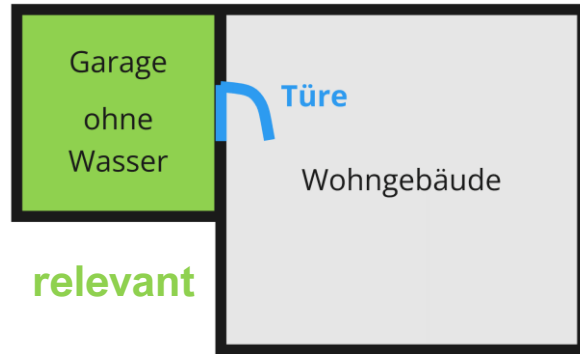 Garage
ohne
Wasser
Türe
Wohngebäude
relevant